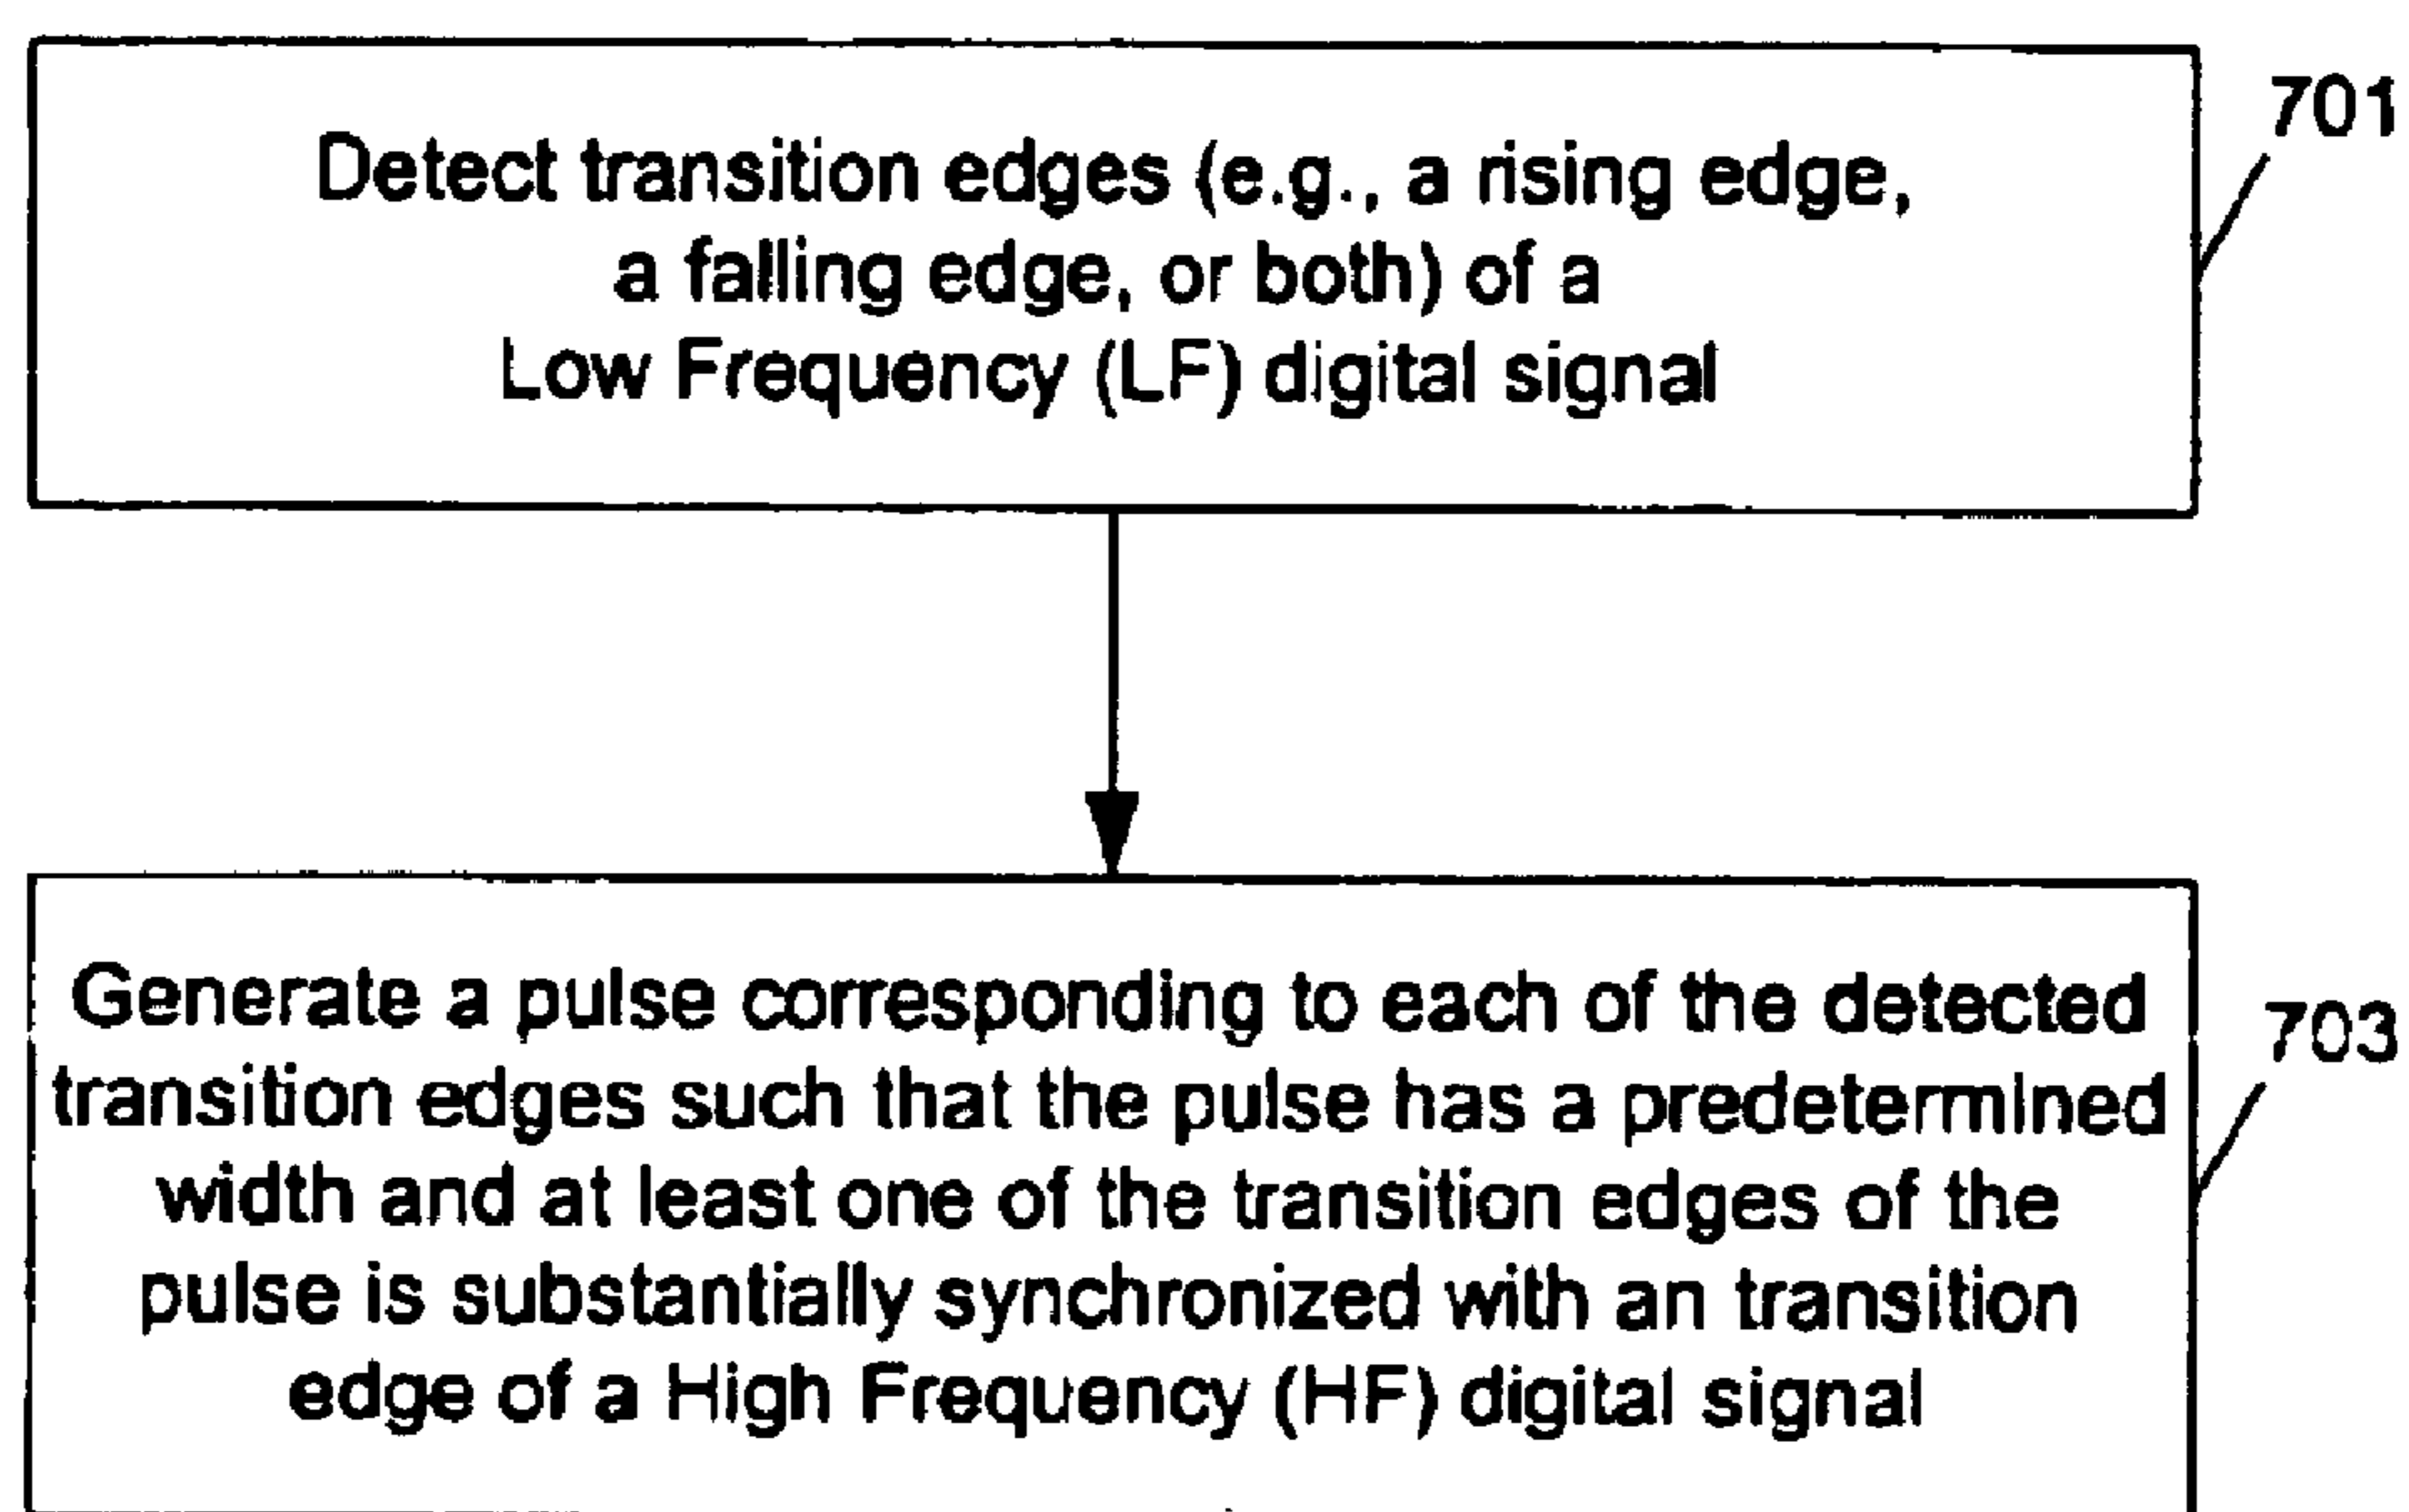 701
Detect transition edges (e.g., a rising edge,
a falling edge, or both) of a
Low Frequency (LF) digital signal
703
Generate a pulse corresponding to each of the detected
transition edges such that the pulse has a predetermined
width and at least one of the transition edges of the
pulse is substantially synchronized with an transition
edge of a High Frequency (HF) digital signal